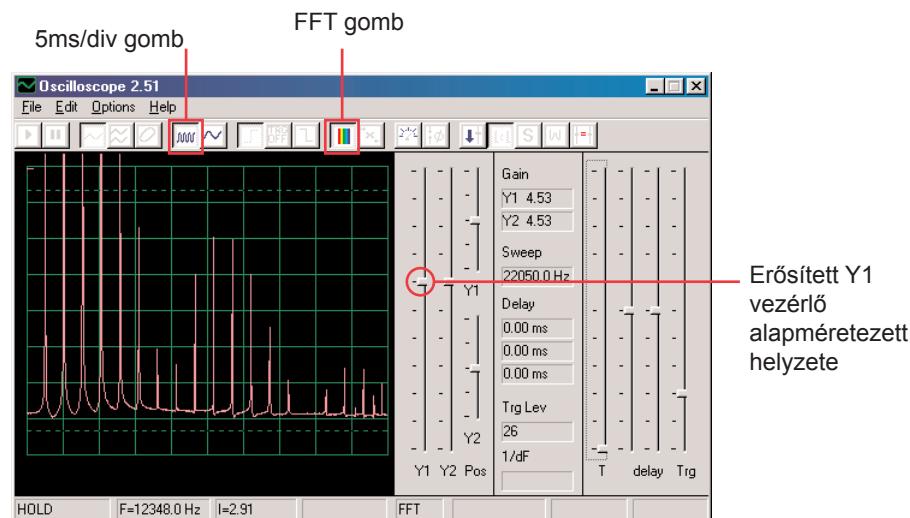 FFT gomb
5ms/div gomb
Oscilloscope 2.51
File Edit Options Help
TRG OFF
S W
Gain
Y1 4.53
Y2 4.53
Sweep
22050.0 Hz
Y1
Delay
0.00 ms
0.00 ms
0.00 ms
Trg Lev
26
Y2
1/dF
Y1 Y2 Pos
T delay Trg
HOLD F=12348.0 Hz I=2.91 FFT
Erősített Y1
vezérlő
alapméretezett
helyzete